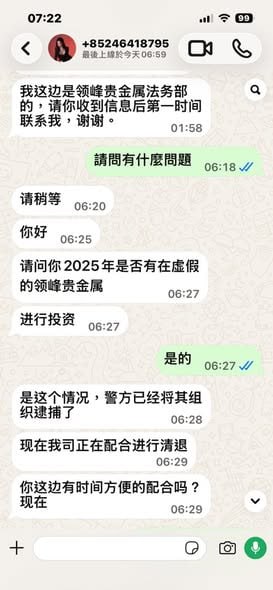 07:22
99
+85246418795
最後上線於今天06:59
我这边是领峰贵金属法务部
的，请你收到信息后第一时间
联系我，谢谢。
01:58
請問有什麼問題
06:18
请稍等
06:20
你好
06:25
请问你2025年是否有在虚假
的领峰贵金属
06:27
进行投资
06:27
是的
06:27
是这个情况，警方已经将其组
织逮捕了
06:28
现在我司正在配合进行清退
06:29
你这边有时间方便的配合吗？
现在
06:29